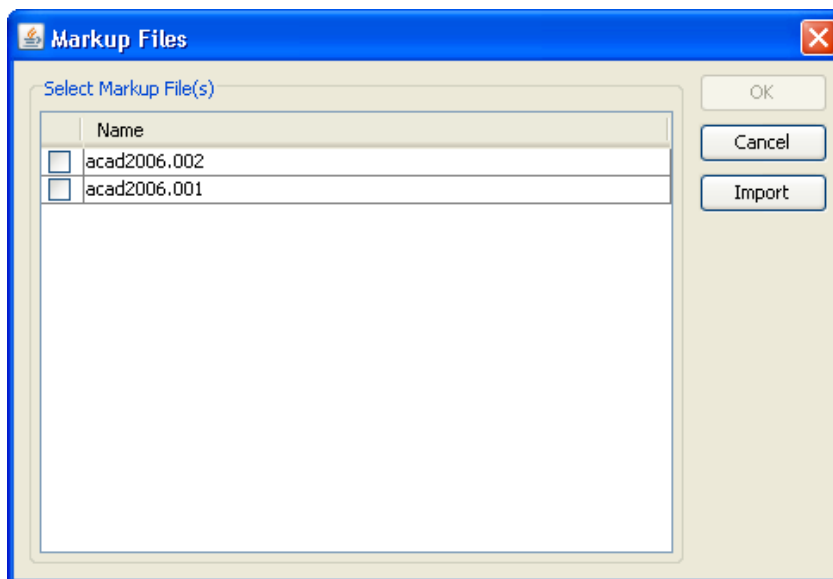 Markup Files
Select Markup File(s)
OK
Name
Cancel
acad2006.002
acad2006.001
Import